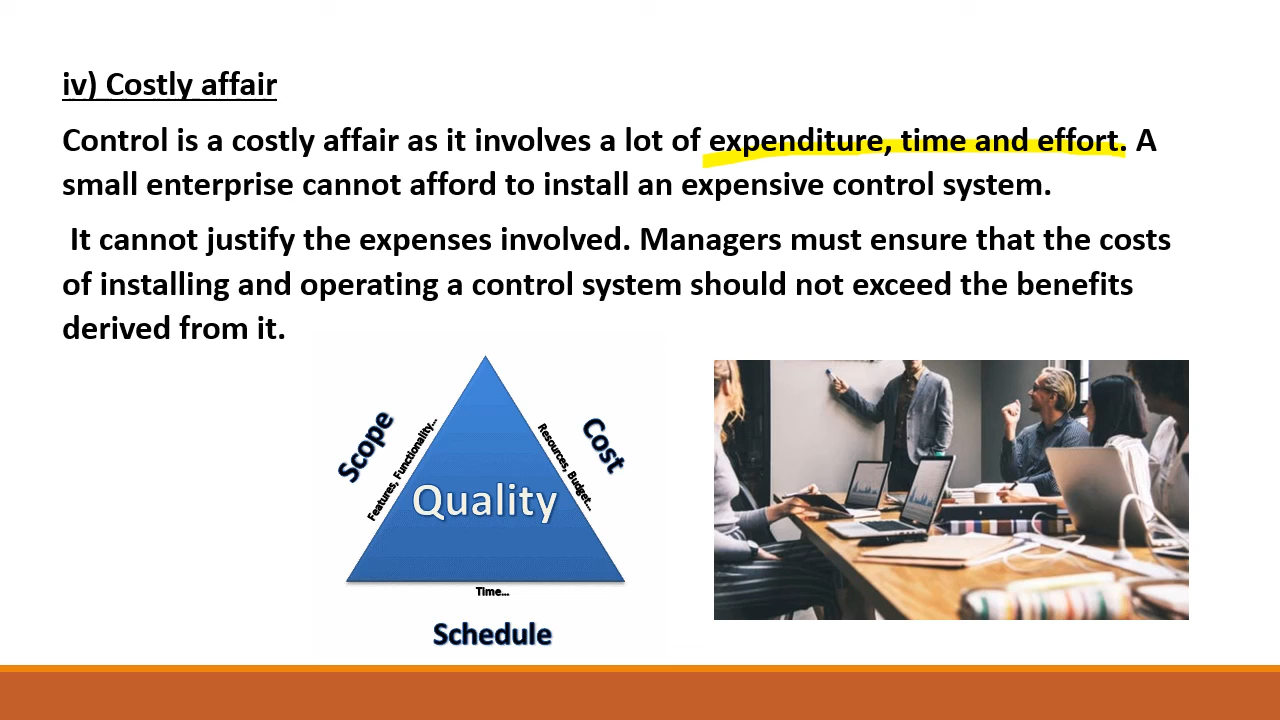 iv) Costly affair
Control is a costly affair as it involves a lot of expenditure, time and effort. A
small enterprise cannot afford to install an expensive control system.
It cannot justify the expenses involved. Managers must ensure that the costs
of installing and operating a control system should not exceed the benefits
derived from it.
Scope
Features, Functionality...
Cost
Resources, Budget...
Quality
Time...
Schedule